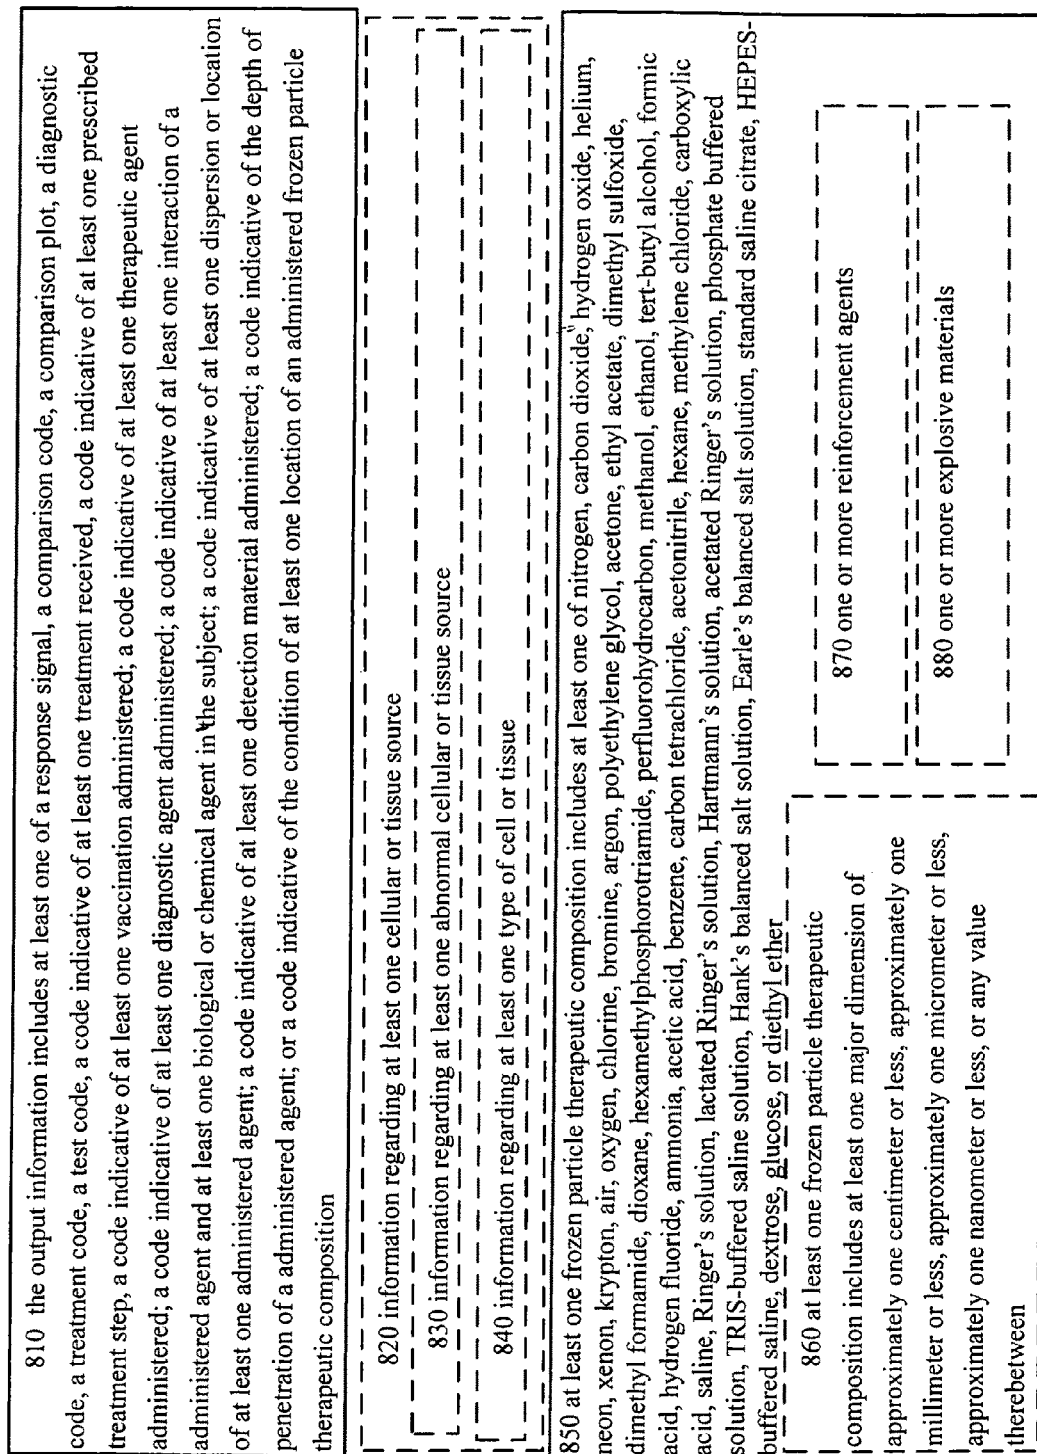 810 the output information includes at least one of a response signal, a comparison code, a comparison plot, a diagnostic
code, a treatment code, a test code, a code indicative of at least one treatment received, a code indicative of at least one prescribed
treatment step, a code indicative of at least one vaccination administered; a code indicative of at least one therapeutic agent
administered; a code indicative of at least one diagnostic agent administered; a code indicative of at least one interaction of a
administered agent and at least one biological or chemical agent in the subject; a code indicative of at least one dispersion or location
of at least one administered agent; a code indicative of at least one detection material administered; a code indicative of the depth of
penetration of a administered agent; or a code indicative of the condition of at least one location of an administered frozen particle
therapeutic composition
820 information regarding at least one cellular or tissue source
830 information regarding at least one abnormal cellular or tissue source
840 information regarding at least one type of cell or tissue
850 at least one frozen particle therapeutic composition includes at least one of nitrogen, carbon dioxide, hydrogen oxide, helium,
neon, xenon, krypton, air, oxygen, chlorine, bromine, argon, polyethylene glycol, acetone, ethyl acetate, dimethyl sulfoxide,
dimethyl formamide, dioxane, hexamethylphosphorotriamide, perfluorohydrocarbon, methanol, ethanol, tert-butyl alcohol, formic
acid, hydrogen fluoride, ammonia, acetic acid, benzene, carbon tetrachloride, acetonitrile, hexane, methylene chloride, carboxylic
acid, saline, Ringer's solution, lactated Ringer's solution, Hartmann's solution, acetated Ringer's solution, phosphate buffered
solution, TRIS-buffered saline solution, Hank's balanced salt solution, Earle's balanced salt solution, standard saline citrate, HEPES-
buffered saline, dextrose, glucose, or diethyl ether
860 at least one frozen particle therapeutic
composition includes at least one major dimension of
approximately one centimeter or less, approximately one
millimeter or less, approximately one micrometer or less,
approximately one nanometer or less, or any value
therebetween
870 one or more reinforcement agents
880 one or more explosive materials